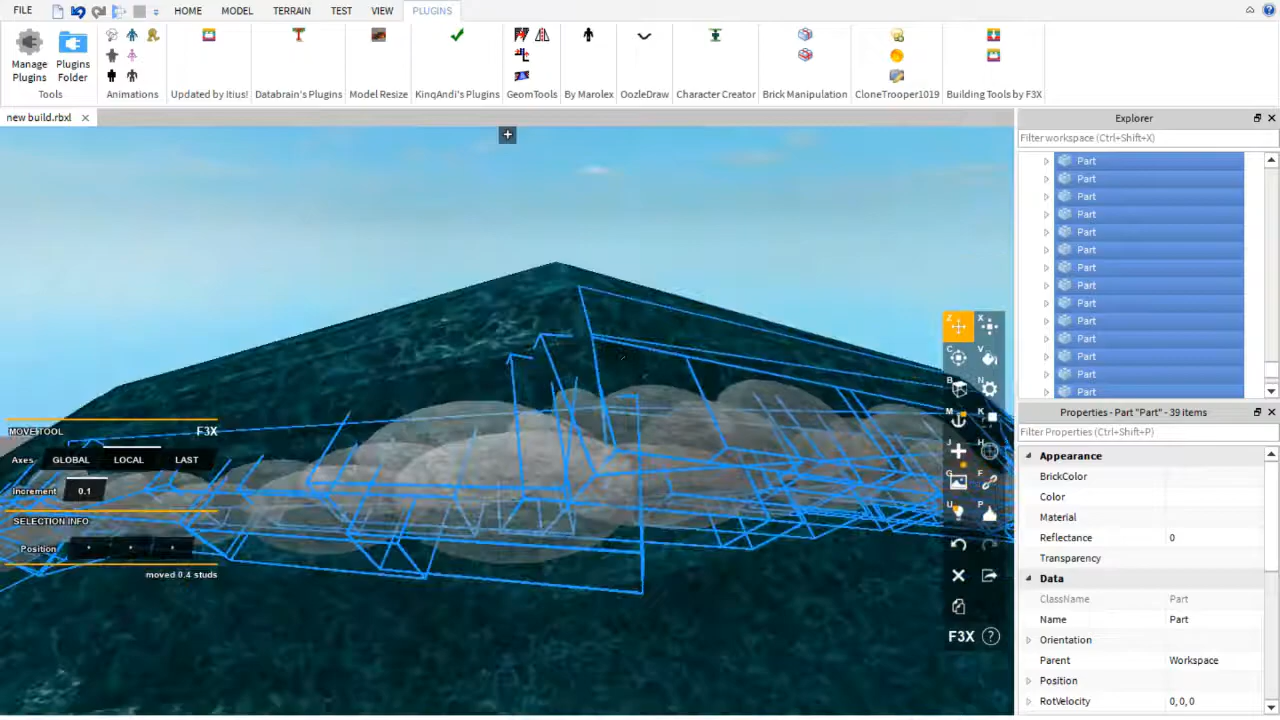 FILE HOME MODEL TERRAIN TEST VIEW PLUGINS
Manage Plugins
Plugins Folder
Tools Animations Updated by Itius! Databrain's Plugins Model Resize KinqAndi's Plugins GeomTools By Marolex OozleDraw Character Creator Brick Manipulation CloneTrooper1019 Building Tools by F3X
new build.rbxl
Explorer
Filter workspace (Ctrl+Shift+X)
Part
Part
Part
Part
Part
Part
Part
Part
Part
Part
Part
Part
Part
Part
Properties - Part "Part" - 39 items
Filter Properties (Ctrl+Shift+P)
Appearance
BrickColor
Color
Material
Reflectance 0
Transparency
Data
ClassName Part
Name Part
Orientation
Parent Workspace
Position
RotVelocity 0, 0, 0
MOVE TOOL F3X
Axes GLOBAL LOCAL LAST
Increment 0.1
SELECTION INFO
Position * * *
moved 0.4 studs
Z X
C V
B N
M K
J H
G F
U P
F3X ?